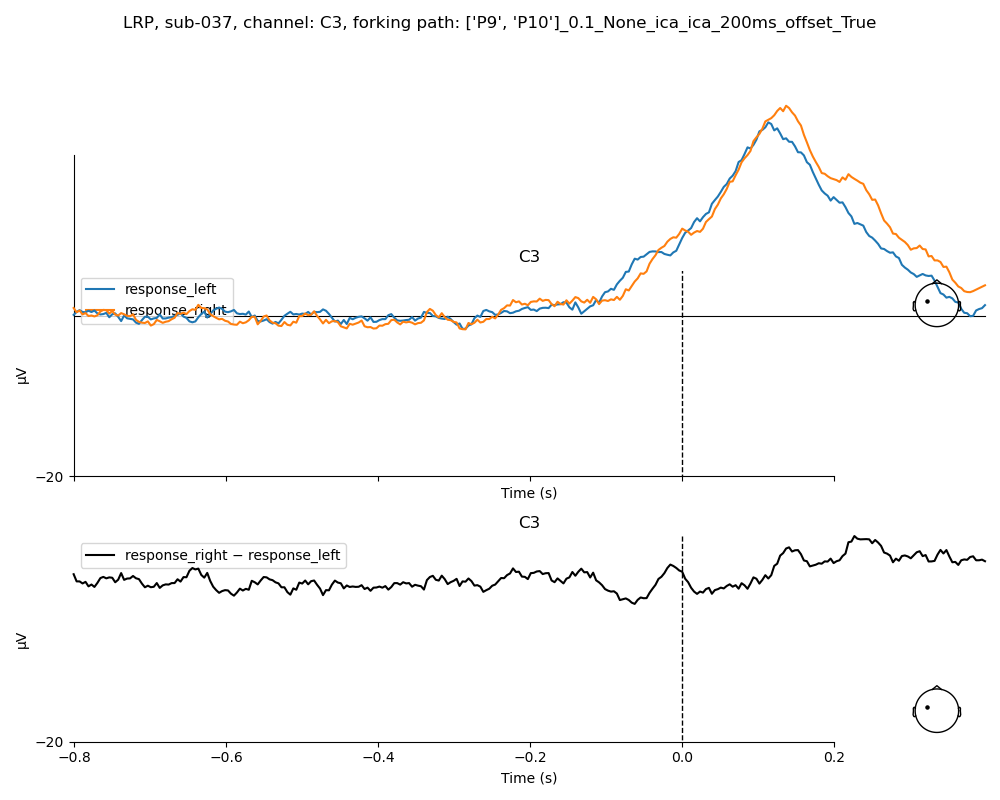 LRP, sub-037, channel: C3, forking path: ['P9', 'P10']_0.1_None_ica_ica_200ms_offset_True
C3
response_left
response_right
µV
−20
Time (s)
C3
response_right − response_left
µV
−20
−0.8
−0.6
−0.4
−0.2
0.0
0.2
Time (s)